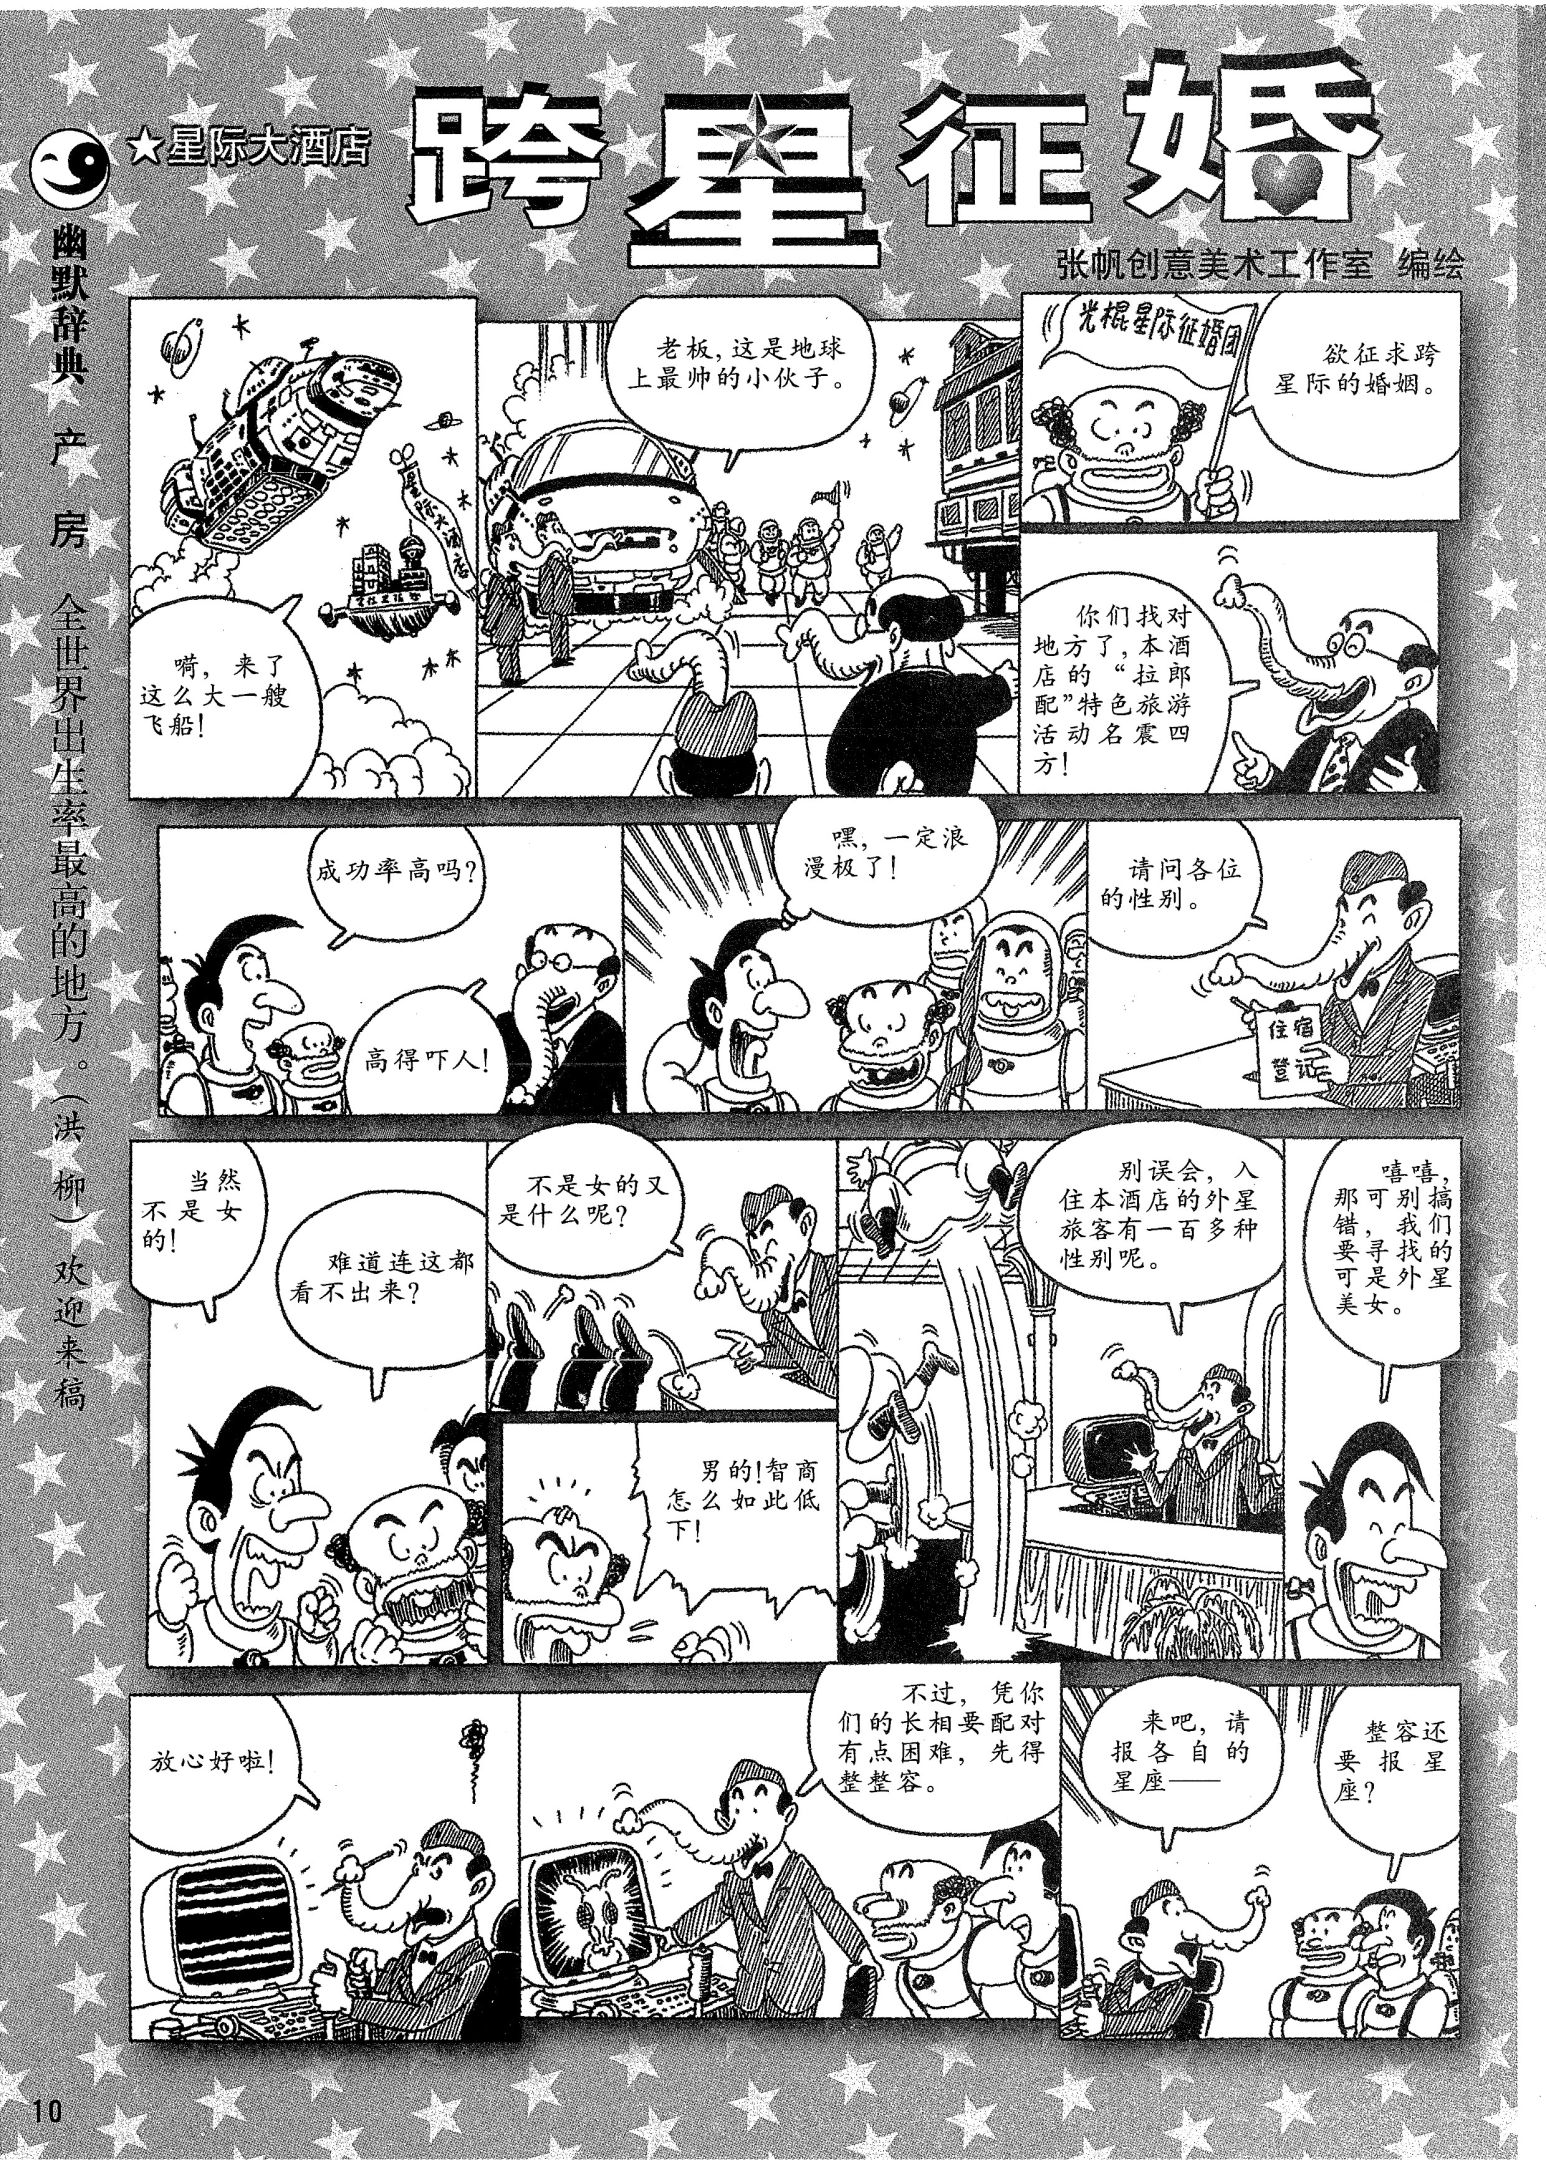 ★星际大酒店
跨星征婚
张帆创意美术工作室 编绘
幽默辞典 产 房 全世界出生率最高的地方。(洪 柳) 欢迎来稿
星际大酒店
嗬,来了
这么大一艘
飞船!
老板,这是地球
上最帅的小伙子。
光棍星际征婚团
欲征求跨
星际的婚姻。
你们找对
地方了,本酒
店的“拉郎
配”特色旅游
活动名震四
方!
成功率高吗?
高得吓人!
嘿,一定浪
漫极了!
请问各位
的性别。
住宿
登记
当然
不是女
的!
难道连这都
看不出来?
不是女的又
是什么呢?
男的!智商
怎么如此低
下!
别误会,入
住本酒店的外星
旅客有一百多种
性别呢。
嘻嘻,
那可别搞
错,我们
要寻找的
可是外星
美女。
放心好啦!
不过,凭你
们的长相要配对
有点困难,先得
整整容。
来吧,请
报各自的
星座——
整容还
要报星
座?
10